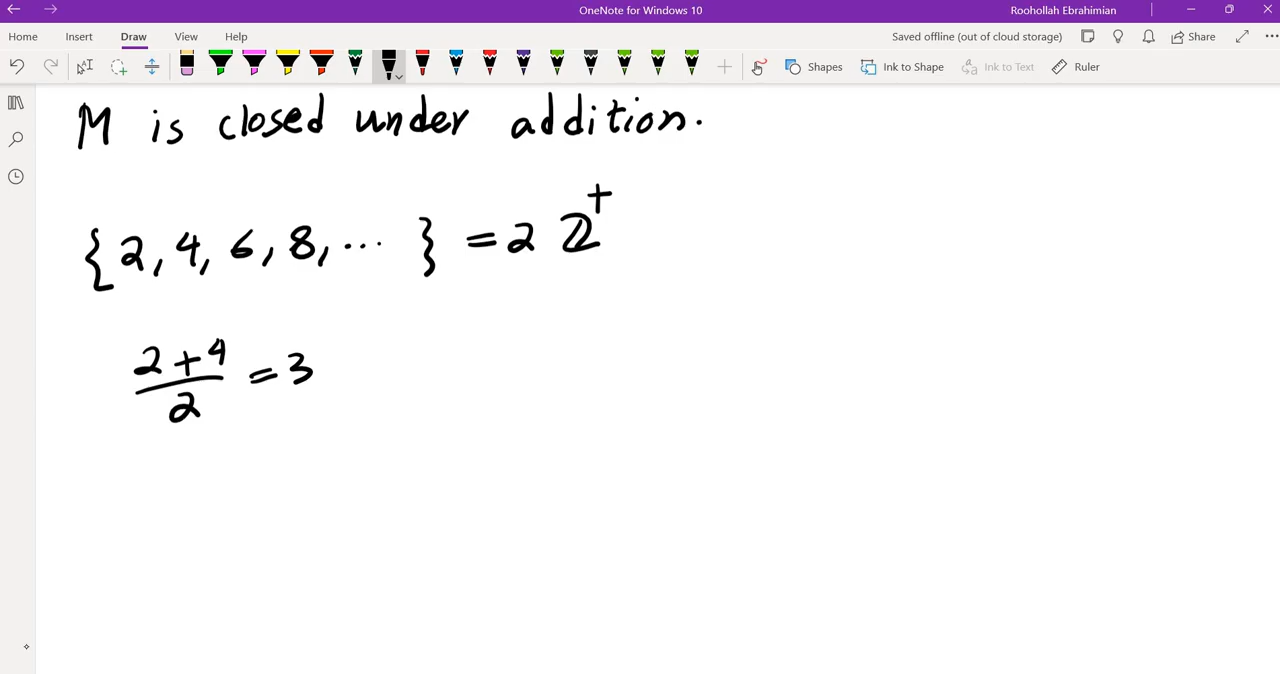 OneNote for Windows 10
Roohollah Ebrahimian
Home Insert Draw View Help
Saved offline (out of cloud storage)
Share
Shapes
Ink to Shape
Ink to Text
Ruler
M is closed under addition.
{2, 4, 6, 8, ... } = 2 ℤ⁺
(2+4)/2 = 3